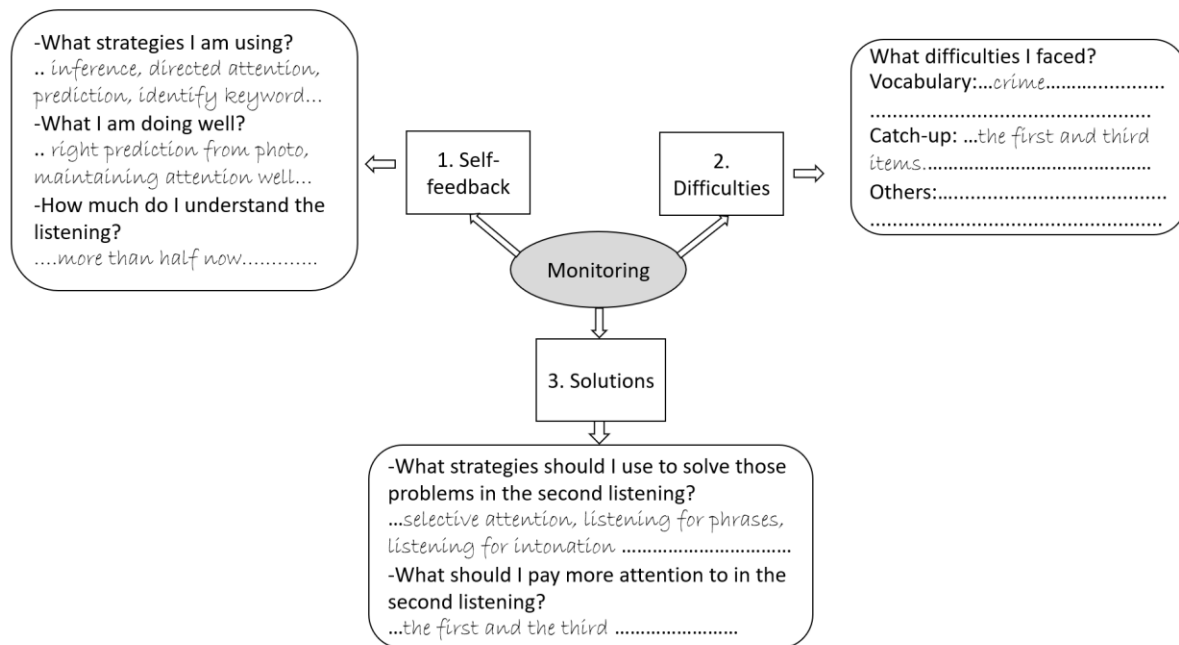 -What strategies I am using?
.. inference, directed attention,
prediction, identify keyword...
-What I am doing well?
.. right prediction from photo,
maintaining attention well...
-How much do I understand the
listening?
....more than half now.............
1. Self-
feedback
2.
Difficulties
What difficulties I faced?
Vocabulary:...crime......................
................................................
Catch-up: ...the first and third
items.......................................
Others:.......................................
..................................................
Monitoring
3. Solutions
-What strategies should I use to solve those
problems in the second listening?
...selective attention, listening for phrases,
listening for intonation ..............................
-What should I pay more attention to in the
second listening?
...the first and the third .....................